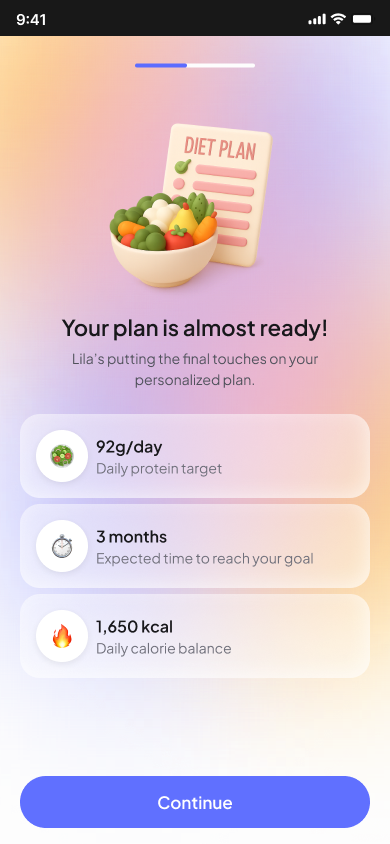 9:41
DIET PLAN
Your plan is almost ready!
Lila's putting the final touches on your
personalized plan.
92g/day
Daily protein target
3 months
Expected time to reach your goal
1,650 kcal
Daily calorie balance
Continue